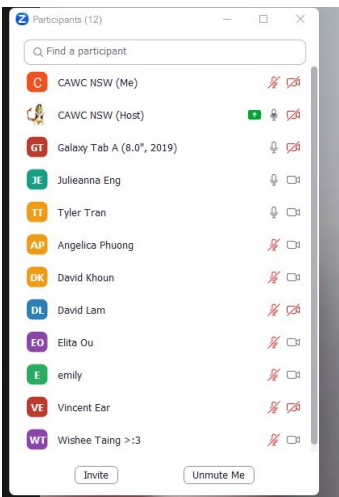 Participants (12)
Find a participant
C CAWC NSW (Me)
CAWC NSW (Host)
GT Galaxy Tab A (8.0", 2019)
JE Julieanna Eng
TT Tyler Tran
AP Angelica Phuong
DK David Khoun
DL David Lam
EO Elita Ou
E emily
VE Vincent Ear
WT Wishee Taing >:3
Invite Unmute Me